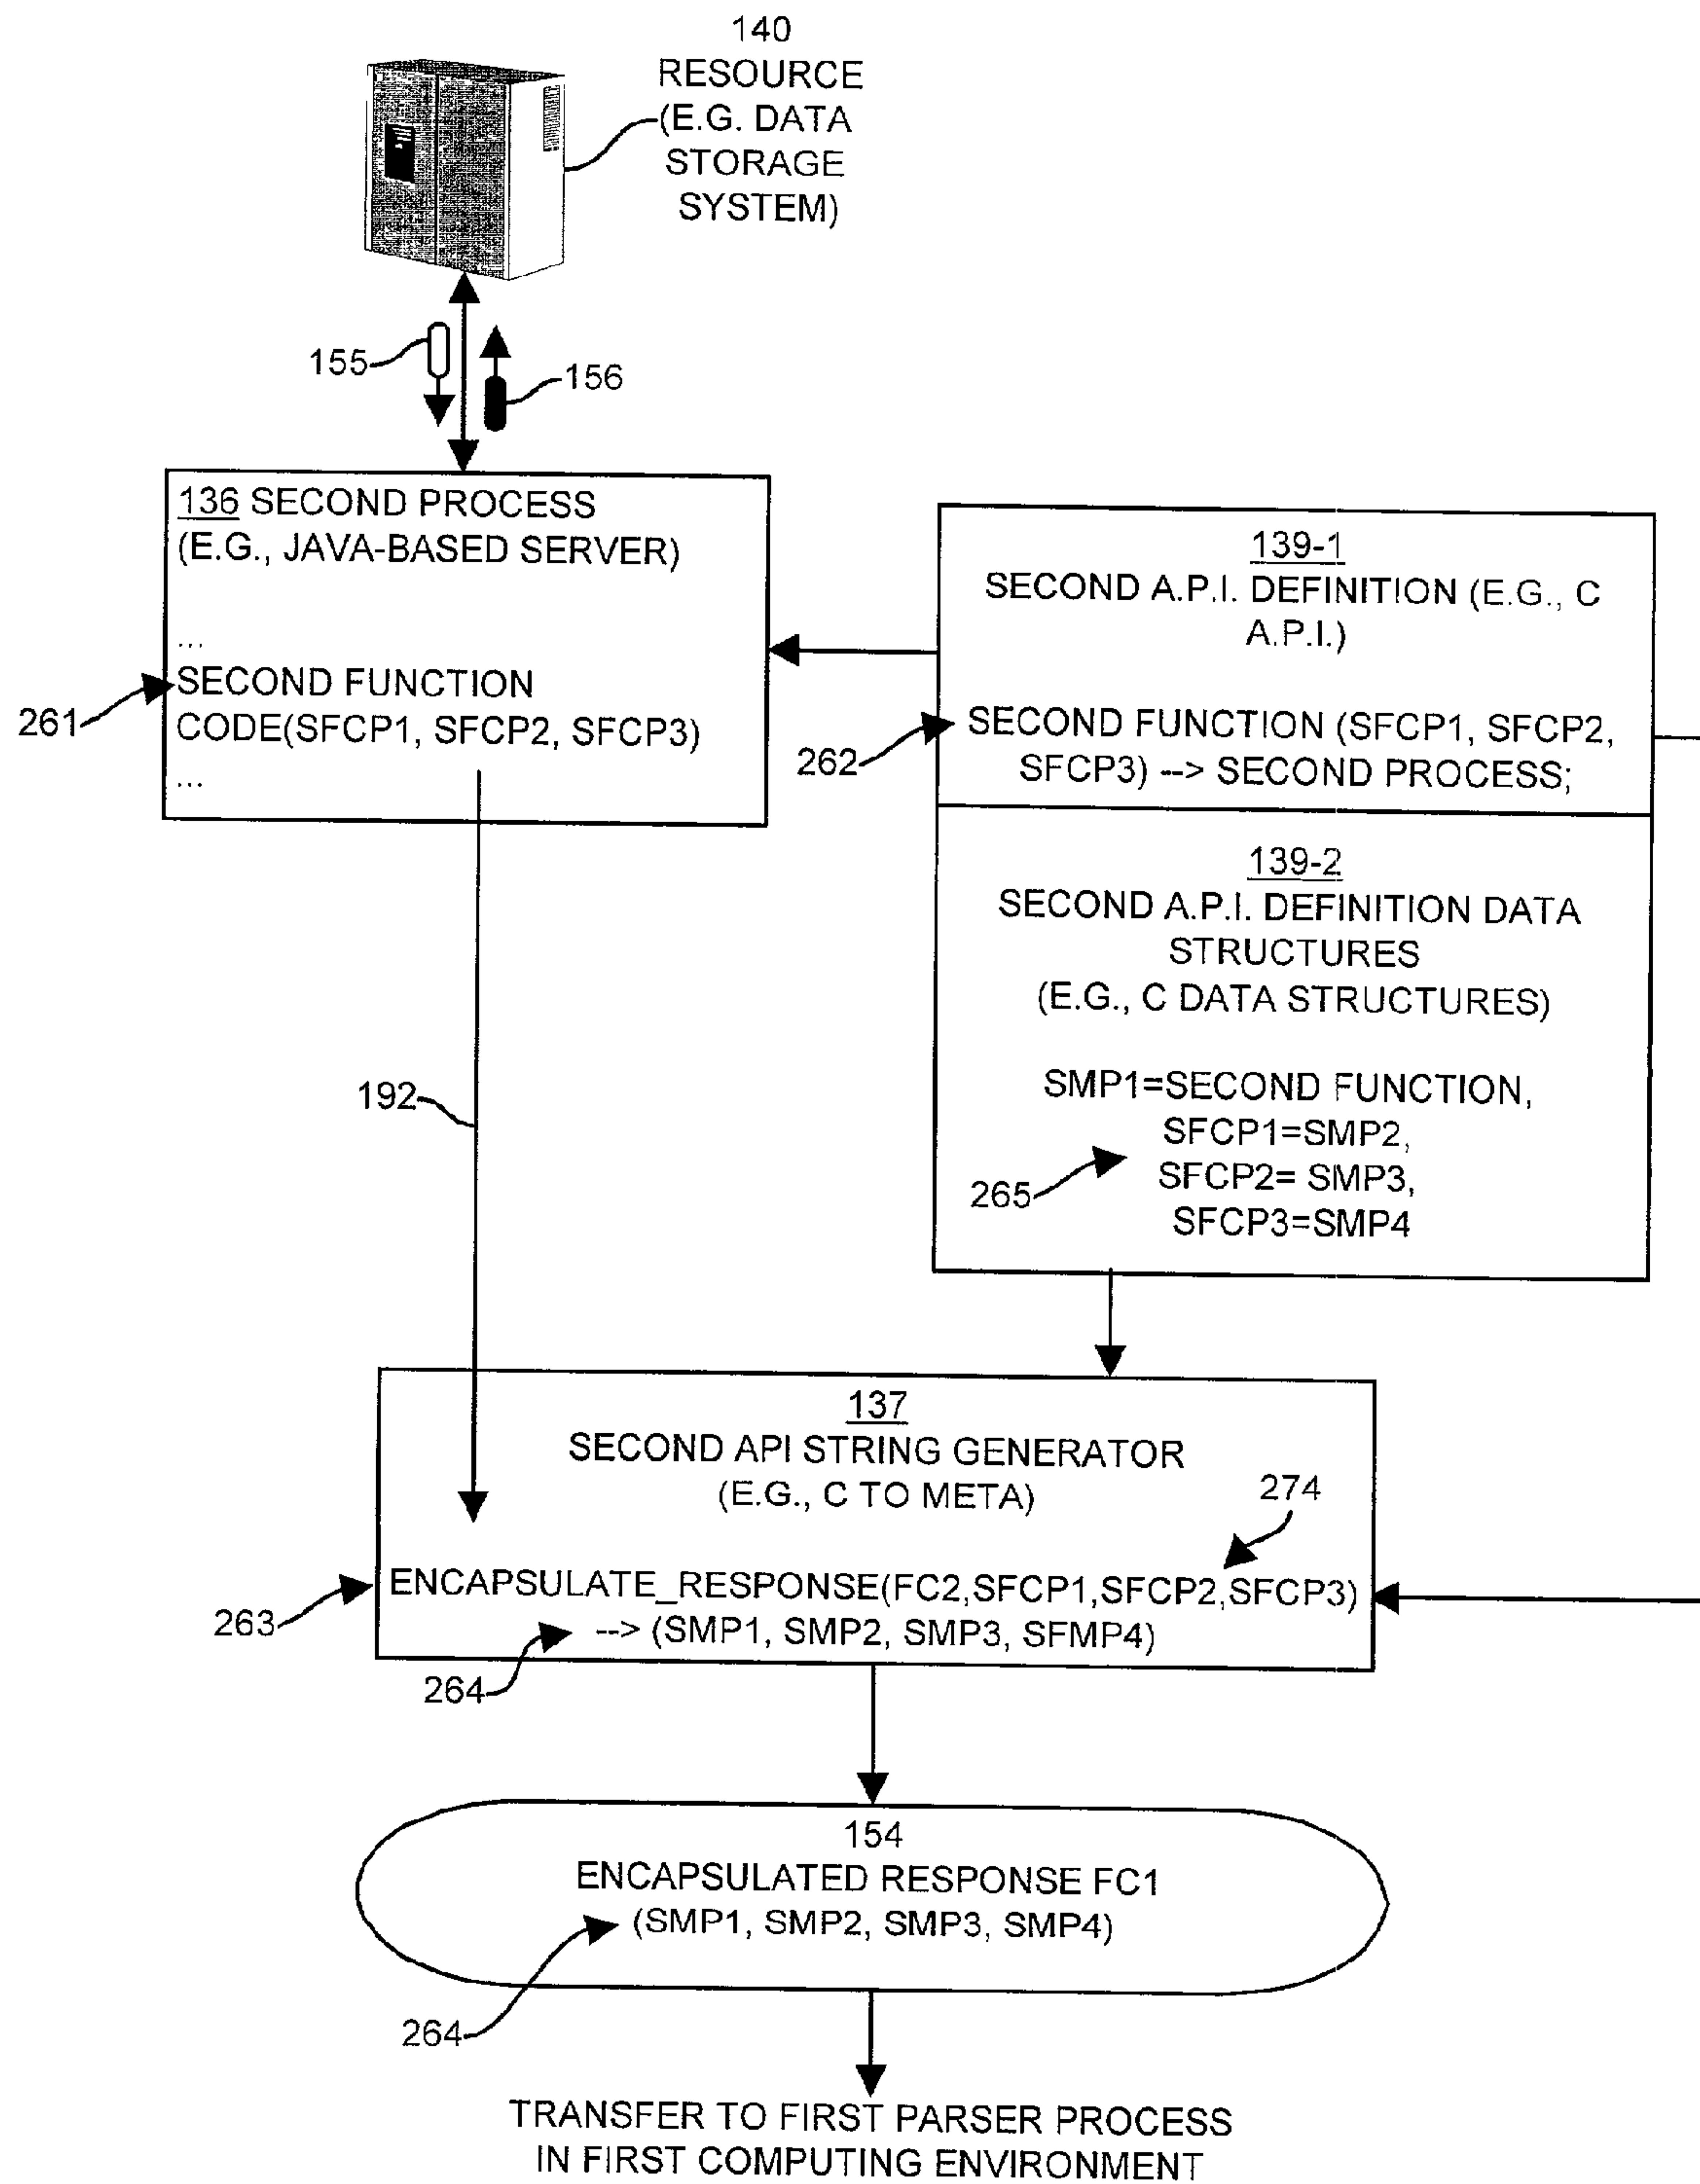 140
RESOURCE
(E.G. DATA
STORAGE
SYSTEM)
155
156
136 SECOND PROCESS
(E.G., JAVA-BASED SERVER)
...
SECOND FUNCTION
CODE(SFCP1, SFCP2, SFCP3)
...
261
139-1
SECOND A.P.I. DEFINITION (E.G., C
A.P.I.)
SECOND FUNCTION (SFCP1, SFCP2,
SFCP3) --> SECOND PROCESS;
262
139-2
SECOND A.P.I. DEFINITION DATA
STRUCTURES
(E.G., C DATA STRUCTURES)
SMP1=SECOND FUNCTION,
SFCP1=SMP2,
SFCP2= SMP3,
SFCP3=SMP4
265
192
137
SECOND API STRING GENERATOR
(E.G., C TO META)
274
ENCAPSULATE_RESPONSE(FC2,SFCP1,SFCP2,SFCP3)
--> (SMP1, SMP2, SMP3, SFMP4)
263
264
154
ENCAPSULATED RESPONSE FC1
(SMP1, SMP2, SMP3, SMP4)
264
TRANSFER TO FIRST PARSER PROCESS
IN FIRST COMPUTING ENVIRONMENT